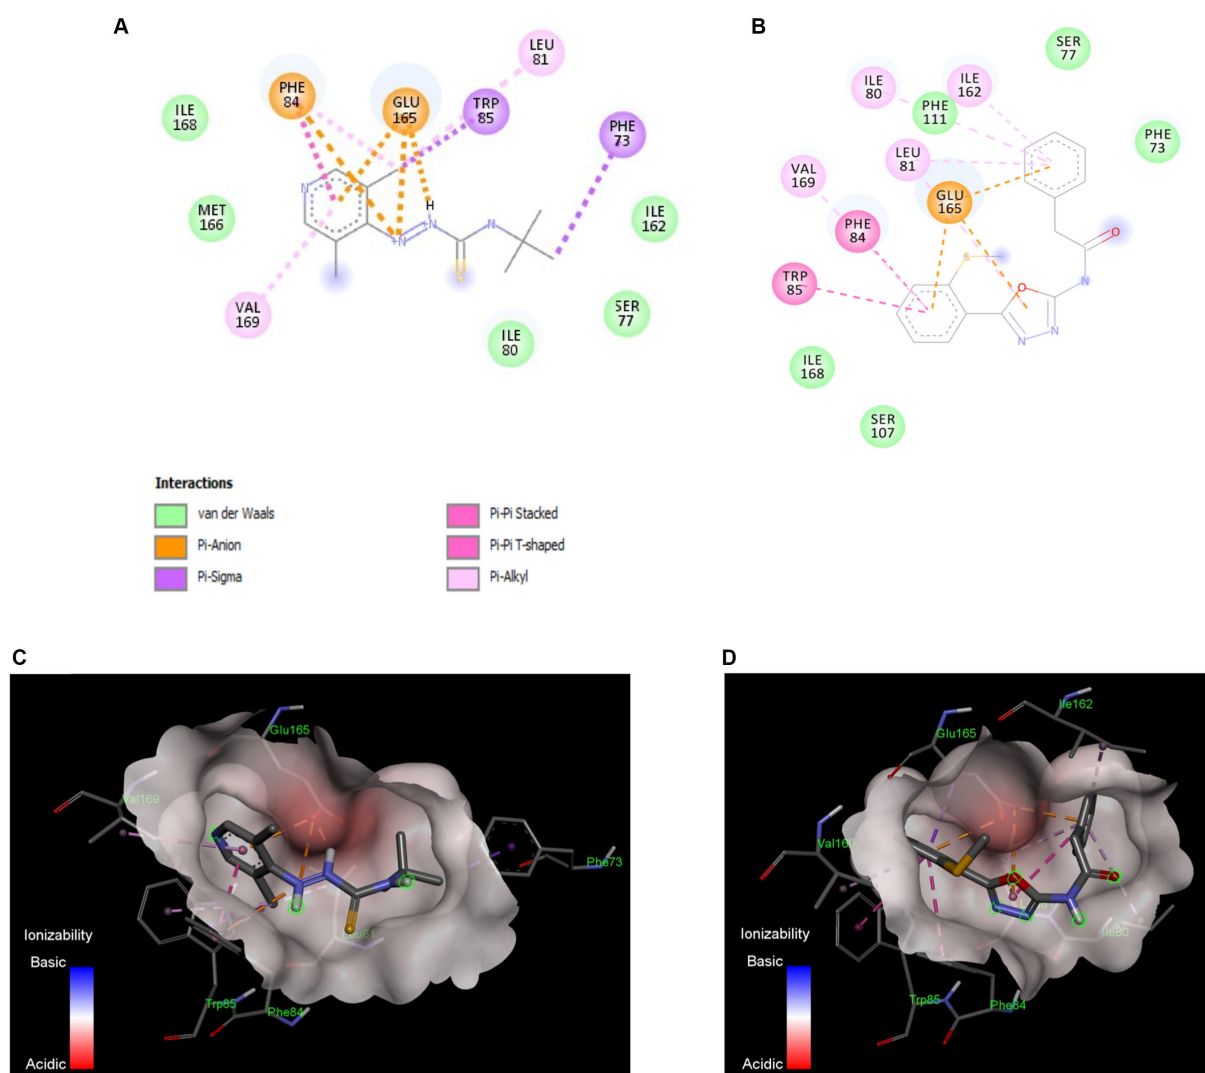 A
B
LEU
81
PHE
84
GLU
165
TRP
85
PHE
73
ILE
168
MET
166
ILE
162
VAL
169
ILE
80
SER
77
N
H
N+
N
N
S
SER
77
ILE
80
ILE
162
PHE
111
PHE
73
LEU
81
VAL
169
GLU
165
PHE
84
TRP
85
ILE
168
SER
107
S
O
O
N
N
N
H
Interactions
van der Waals
Pi-Anion
Pi-Sigma
Pi-Pi Stacked
Pi-Pi T-shaped
Pi-Alkyl
C
D
Glu165
Val169
Phe73
Leu81
Trp85
Phe84
Ionizability
Basic
Acidic
Ile162
Glu165
Ile80
Trp85
Phe84
Ionizability
Basic
Acidic